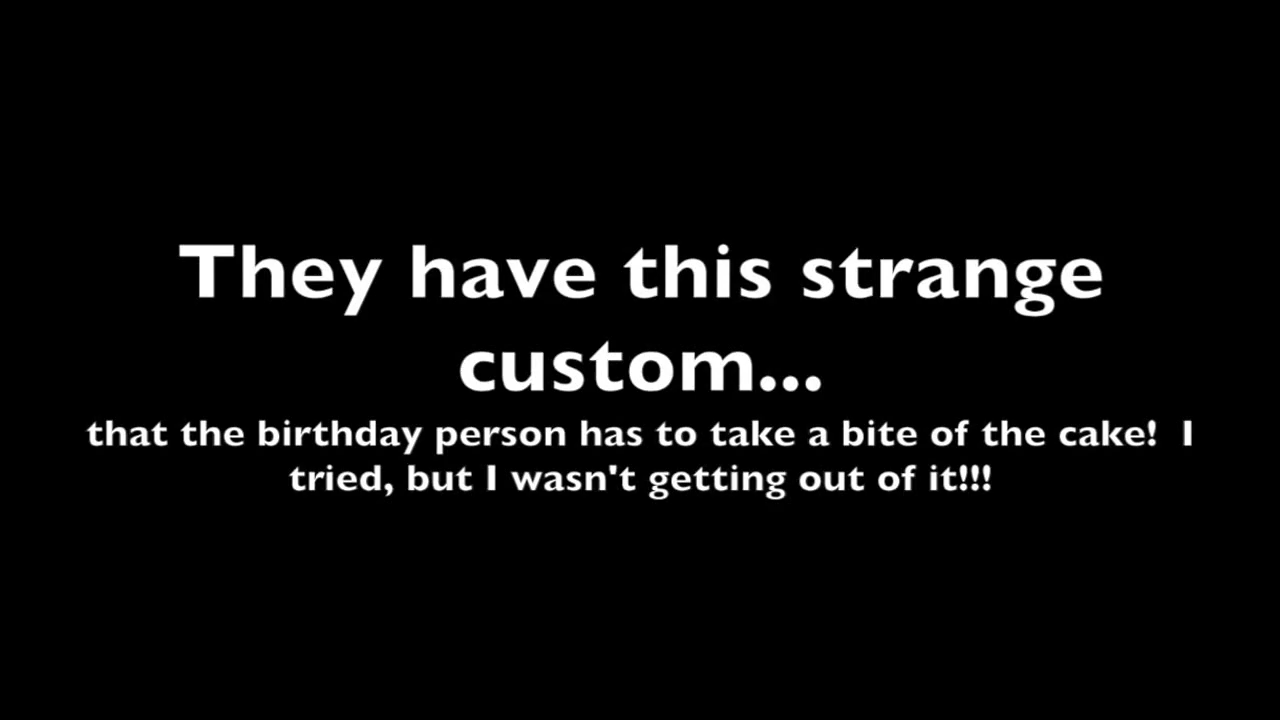 They have this strange
custom...
that the birthday person has to take a bite of the cake!  I
tried, but I wasn't getting out of it!!!